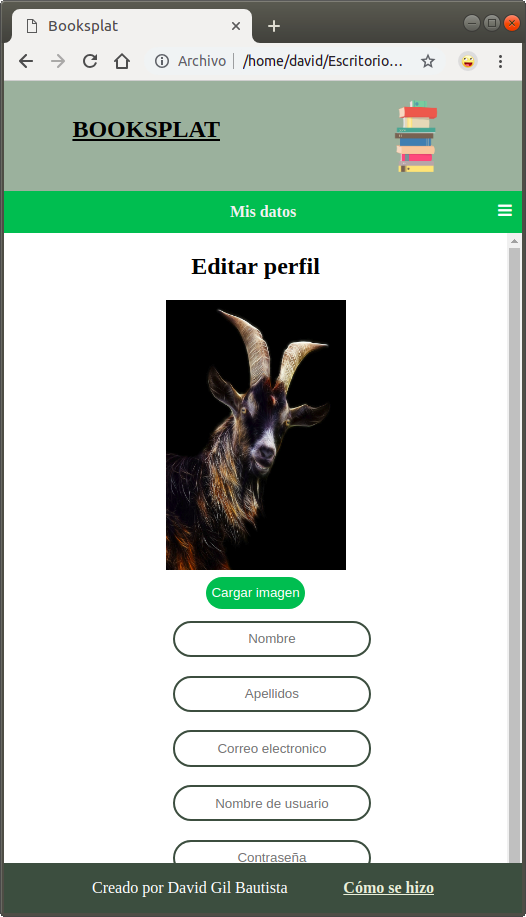 Booksplat
Archivo /home/david/Escritorio…
BOOKSPLAT
Mis datos
Editar perfil
Cargar imagen
Nombre
Apellidos
Correo electronico
Nombre de usuario
Contraseña
Creado por David Gil Bautista Cómo se hizo